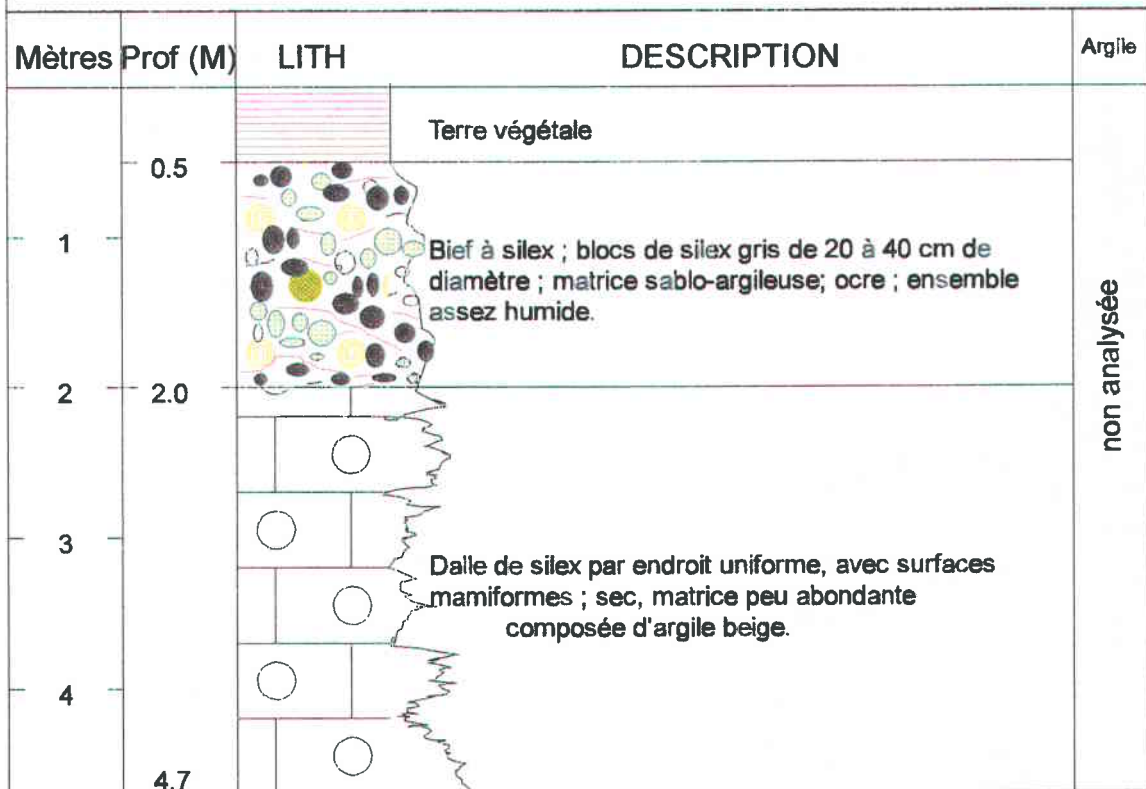 Mètres Prof (M) LITH DESCRIPTION Argile
Terre végétale
0.5
1
Bief à silex ; blocs de silex gris de 20 à 40 cm de
diamètre ; matrice sablo-argileuse; ocre ; ensemble
assez humide.
non analysée
2 2.0
3
Dalle de silex par endroit uniforme, avec surfaces
mamiformes ; sec, matrice peu abondante
composée d'argile beige.
4
4.7